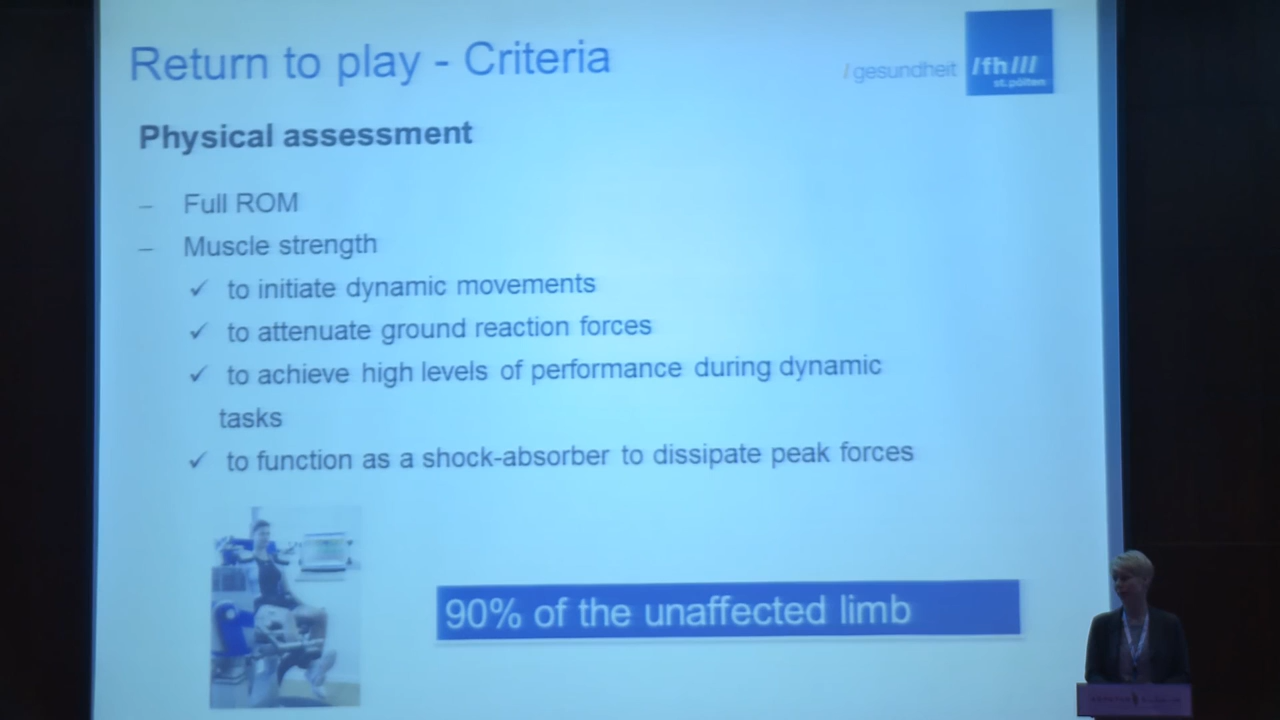 Return to play - Criteria
/gesundheit
/fh///
st.pölten
Physical assessment
– Full ROM
– Muscle strength
✓ to initiate dynamic movements
✓ to attenuate ground reaction forces
✓ to achieve high levels of performance during dynamic
tasks
✓ to function as a shock-absorber to dissipate peak forces
90% of the unaffected limb